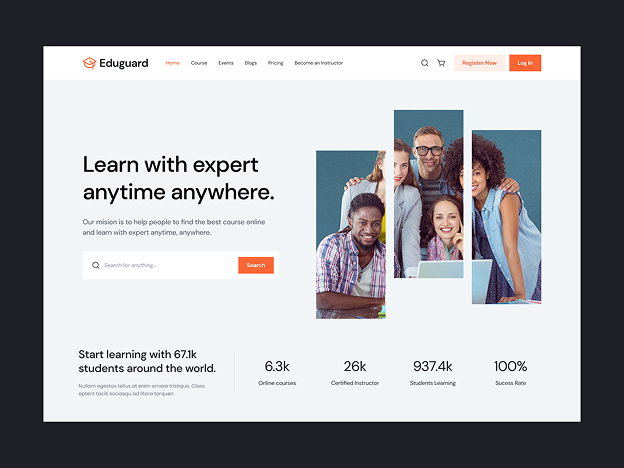 Eduguard
Home Course Events Blogs Pricing Become an Instructor
Register Now
Log In
Learn with expert
anytime anywhere.
Our mision is to help people to find the best course online
and learn with expert anytime, anywhere.
Search for anything...
Search
Start learning with 67.1k
students around the world.
Nullam egestas tellus at enim ornare tristique. Class
aptent taciti sociosqu ad litora torquen
6.3k
Online courses
26k
Certified Instructor
937.4k
Students Learning
100%
Sucess Rate